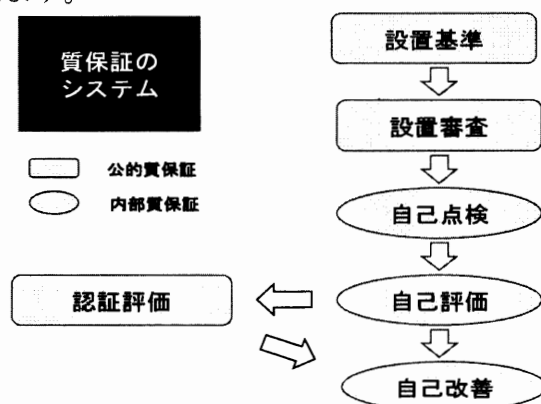 質保証の
システム
公的質保証
内部質保証
設置基準
設置審査
自己点検
自己評価
認証評価
自己改善